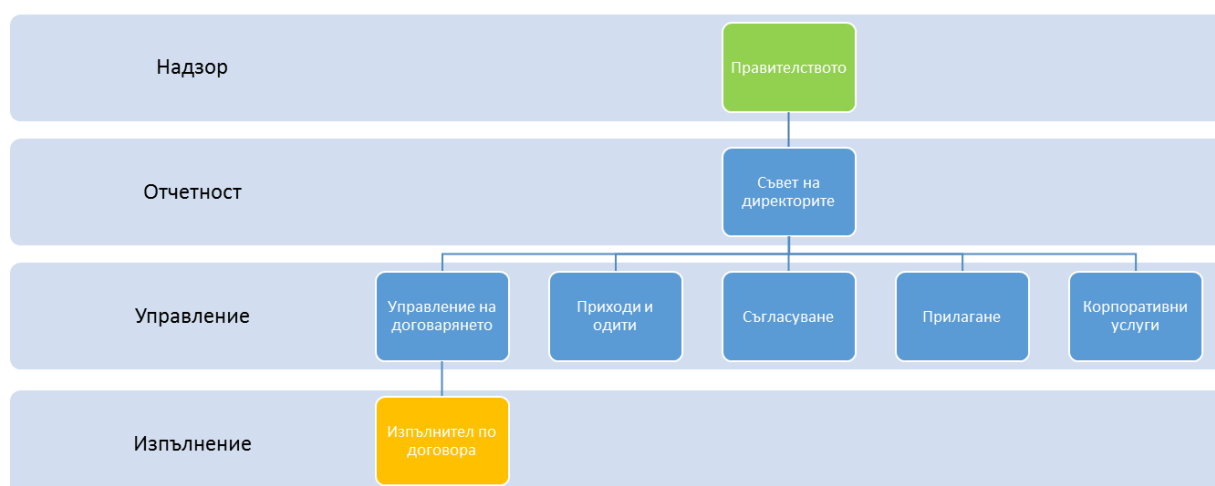 Надзор
Правителството
Отчетност
Съвет на
директорите
Управление
Управление на
договарянето
Приходи и
одити
Съгласуване
Прилагане
Корпоративни
услуги
Изпълнение
Изпълнител по
договора